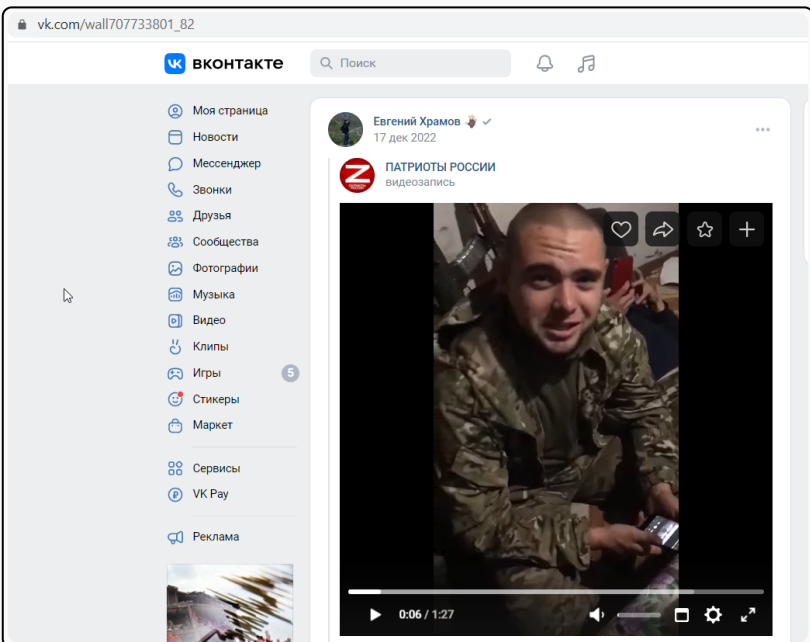 vk.com/wall707733801_82
вконтакте
Поиск
Моя страница
Новости
Мессенджер
Звонки
Друзья
Сообщества
Фотографии
Музыка
Видео
Клипы
Игры
5
Стикеры
Маркет
Сервисы
VK Pay
Реклама
Евгений Храмов
17 дек 2022
Z
ПАТРИОТЫ РОССИИ
видеозапись
0:06 / 1:27